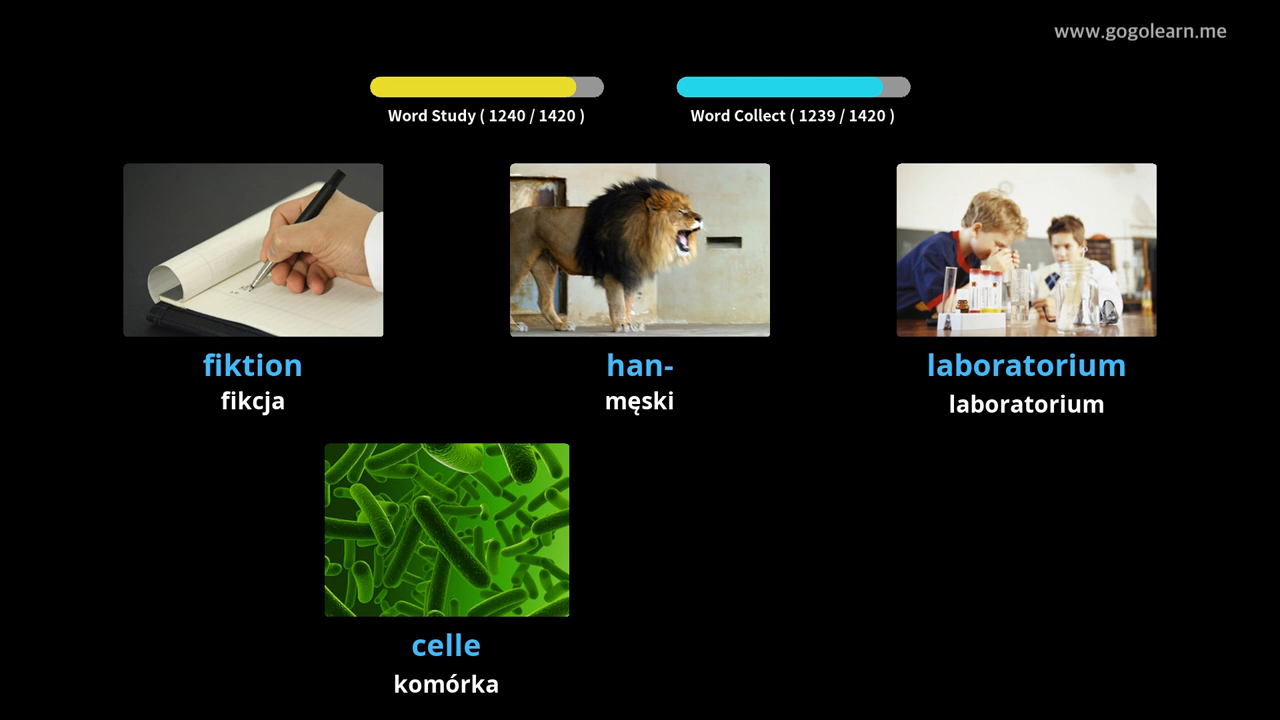 www.gogolearn.me
Word Study ( 1240 / 1420 )
Word Collect ( 1239 / 1420 )
fiktion
fikcja
han-
męski
laboratorium
laboratorium
celle
komórka